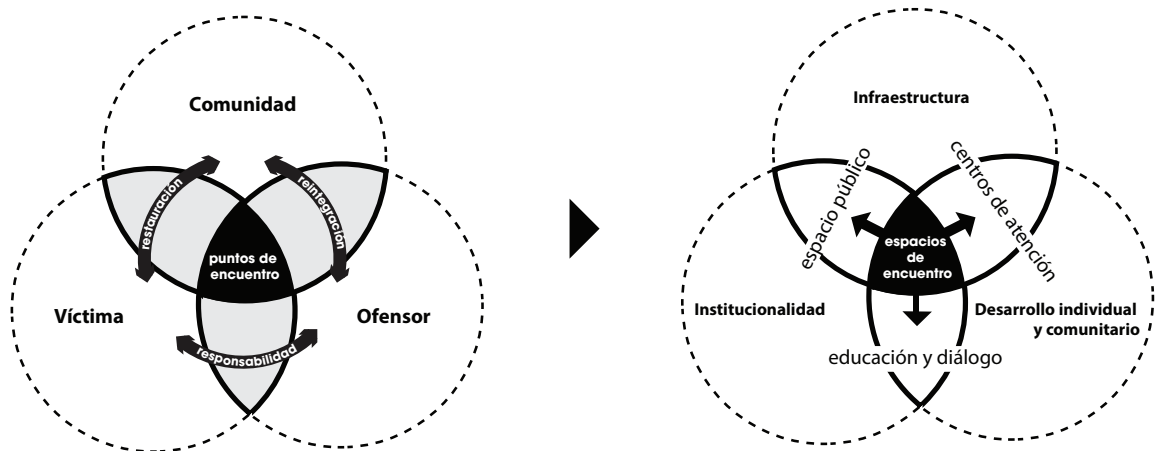 Comunidad
restauración
reintegración
puntos de
encuentro
Víctima
Ofensor
responsabilidad
Infraestructura
espacio público
centros de atención
espacios
de
encuentro
Institucionalidad
Desarrollo individual
y comunitario
educación y diálogo